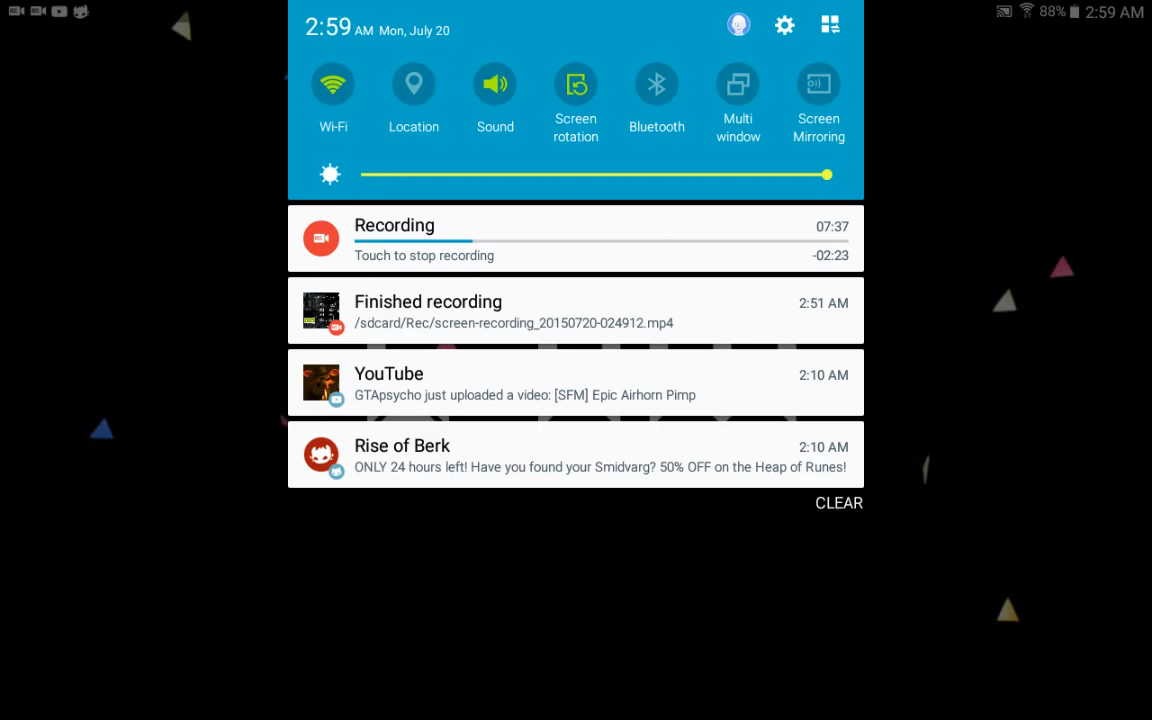 88% 2:59 AM
2:59 AM Mon, July 20
Wi-Fi
Location
Sound
Screen
rotation
Bluetooth
Multi
window
Screen
Mirroring
Recording 07:37
Touch to stop recording -02:23
Finished recording 2:51 AM
/sdcard/Rec/screen-recording_20150720-024912.mp4
YouTube 2:10 AM
GTApsycho just uploaded a video: [SFM] Epic Airhorn Pimp
Rise of Berk 2:10 AM
ONLY 24 hours left! Have you found your Smidvarg? 50% OFF on the Heap of Runes!
CLEAR